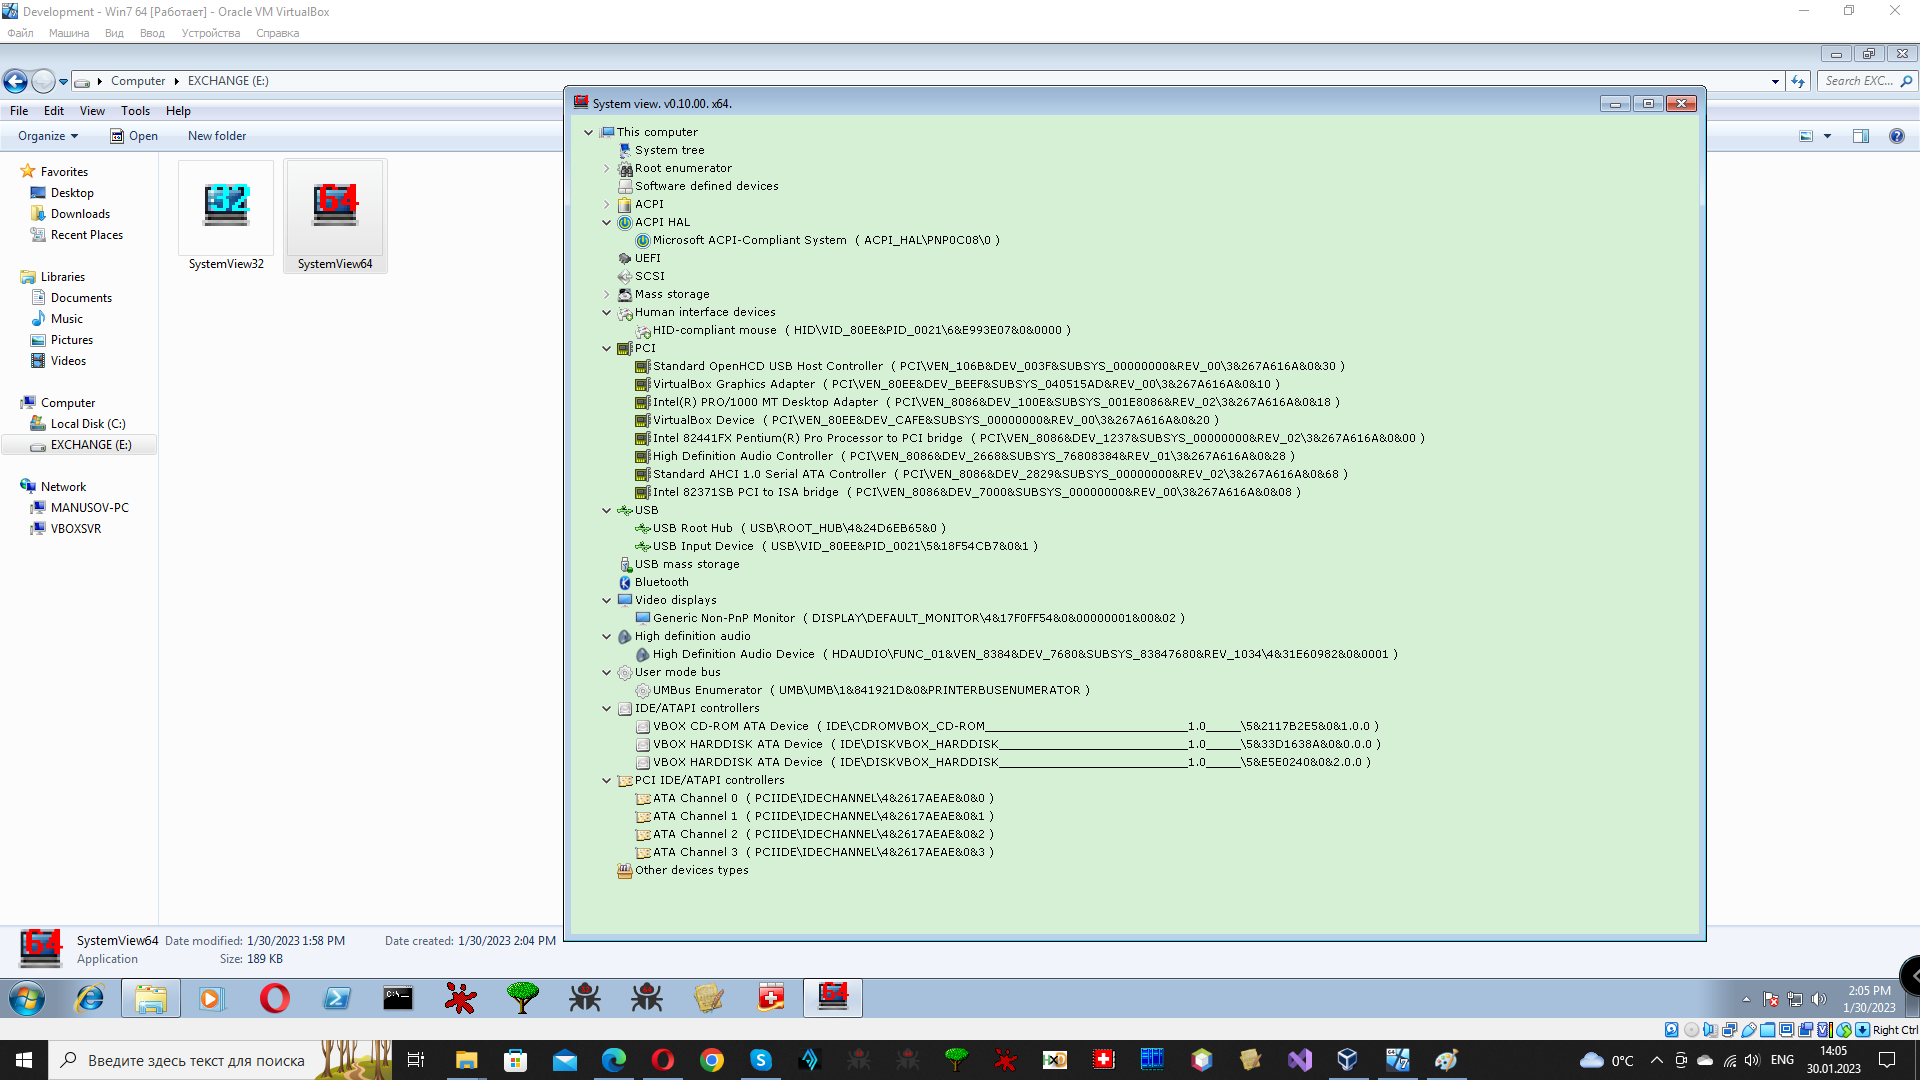 Development - Win7 64 [Работает] - Oracle VM VirtualBox
Файл Машина Вид Ввод Устройства Справка
Computer EXCHANGE (E:)
Search EXC...
File Edit View Tools Help
Organize Open New folder
Favorites
Desktop
Downloads
Recent Places
Libraries
Documents
Music
Pictures
Videos
Computer
Local Disk (C:)
EXCHANGE (E:)
Network
MANUSOV-PC
VBOXSVR
32
64
SystemView32
SystemView64
System view. v0.10.00. x64.
This computer
System tree
Root enumerator
Software defined devices
ACPI
ACPI HAL
Microsoft ACPI-Compliant System ( ACPI_HAL\PNP0C08\0 )
UEFI
SCSI
Mass storage
Human interface devices
HID-compliant mouse ( HID\VID_80EE&PID_0021\6&E993E07&0&0000 )
PCI
Standard OpenHCD USB Host Controller ( PCI\VEN_106B&DEV_003F&SUBSYS_00000000&REV_00\3&267A616A&0&30 )
VirtualBox Graphics Adapter ( PCI\VEN_80EE&DEV_BEEF&SUBSYS_040515AD&REV_00\3&267A616A&0&10 )
Intel(R) PRO/1000 MT Desktop Adapter ( PCI\VEN_8086&DEV_100E&SUBSYS_001E8086&REV_02\3&267A616A&0&18 )
VirtualBox Device ( PCI\VEN_80EE&DEV_CAFE&SUBSYS_00000000&REV_00\3&267A616A&0&20 )
Intel 82441FX Pentium(R) Pro Processor to PCI bridge ( PCI\VEN_8086&DEV_1237&SUBSYS_00000000&REV_02\3&267A616A&0&00 )
High Definition Audio Controller ( PCI\VEN_8086&DEV_2668&SUBSYS_76808384&REV_01\3&267A616A&0&28 )
Standard AHCI 1.0 Serial ATA Controller ( PCI\VEN_8086&DEV_2829&SUBSYS_00000000&REV_02\3&267A616A&0&68 )
Intel 82371SB PCI to ISA bridge ( PCI\VEN_8086&DEV_7000&SUBSYS_00000000&REV_00\3&267A616A&0&08 )
USB
USB Root Hub ( USB\ROOT_HUB\4&24D6EB65&0 )
USB Input Device ( USB\VID_80EE&PID_0021\5&18F54CB7&0&1 )
USB mass storage
Bluetooth
Video displays
Generic Non-PnP Monitor ( DISPLAY\DEFAULT_MONITOR\4&17F0FF54&0&00000001&00&02 )
High definition audio
High Definition Audio Device ( HDAUDIO\FUNC_01&VEN_8384&DEV_7680&SUBSYS_83847680&REV_1034\4&31E60982&0&0001 )
User mode bus
UMBus Enumerator ( UMB\UMB\1&841921D&0&PRINTERBUSENUMERATOR )
IDE/ATAPI controllers
VBOX CD-ROM ATA Device ( IDE\CDROMVBOX_CD-ROM_____________________________1.0_____\5&2117B2E5&0&1.0.0 )
VBOX HARDDISK ATA Device ( IDE\DISKVBOX_HARDDISK___________________________1.0_____\5&33D1638A&0&0.0.0 )
VBOX HARDDISK ATA Device ( IDE\DISKVBOX_HARDDISK___________________________1.0_____\5&E5E0240&0&2.0.0 )
PCI IDE/ATAPI controllers
ATA Channel 0 ( PCIIDE\IDECHANNEL\4&2617AEAE&0&0 )
ATA Channel 1 ( PCIIDE\IDECHANNEL\4&2617AEAE&0&1 )
ATA Channel 2 ( PCIIDE\IDECHANNEL\4&2617AEAE&0&2 )
ATA Channel 3 ( PCIIDE\IDECHANNEL\4&2617AEAE&0&3 )
Other devices types
64
SystemView64 Date modified: 1/30/2023 1:58 PM Date created: 1/30/2023 2:04 PM
Application Size: 189 KB
64
2:05 PM
1/30/2023
Right Ctrl
Введите здесь текст для поиска
0°C
ENG
14:05
30.01.2023